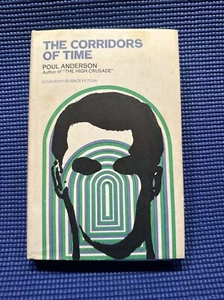 THE CORRIDORS
OF TIME
POUL ANDERSON
Author of "THE HIGH CRUSADE"
DOUBLEDAY SCIENCE FICTION